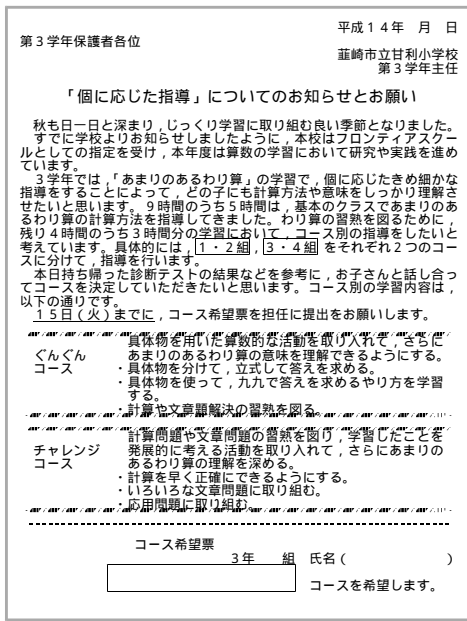 平成14年　月　日
第3学年保護者各位
韮崎市立甘利小学校
第3学年主任
「個に応じた指導」についてのお知らせとお願い
秋も日一日と深まり，じっくり学習に取り組む良い季節となりました。
すでに学校よりお知らせしましたように，本校はフロンティアスクー
ルとしての指定を受け，本年度は算数の学習において研究や実践を進め
ています。
3学年では，「あまりのあるわり算」の学習で，個に応じたきめ細かな
指導をすることによって，どの子にも計算方法や意味をしっかり理解さ
せたいと思います。9時間のうち5時間は，基本のクラスであまりのあ
るわり算の計算方法を指導してきました。わり算の習熟を図るために，
残り4時間のうち3時間分の学習において，コース別の指導をしたいと
考えています。具体的には，1・2組，3・4組 をそれぞれ2つのコー
スに分けて，指導を行います。
本日持ち帰った診断テストの結果などを参考に，お子さんと話し合っ
てコースを決定していただきたいと思います。コース別の学習内容は，
以下の通りです。
15日(火)までに，コース希望票を担任に提出をお願いします。
具体物を用いた算数的な活動を取り入れて，さらに
ぐんぐん　あまりのあるわり算の意味を理解できるようにする。
コース　・具体物を分けて，立式して答えを求める。
・具体物を使って，九九で答えを求めるやり方を学習
する。
・計算や文章題解決の習熟を図る。
計算問題や文章問題の習熟を図り，学習したことを
チャレンジ　発展的に考える活動を取り入れて，さらにあまりの
コース　あるわり算の理解を深める。
・計算を早く正確にできるようにする。
・いろいろな文章問題に取り組む。
・応用問題に取り組む。
コース希望票
3年　組　氏名(　　　　)
コースを希望します。